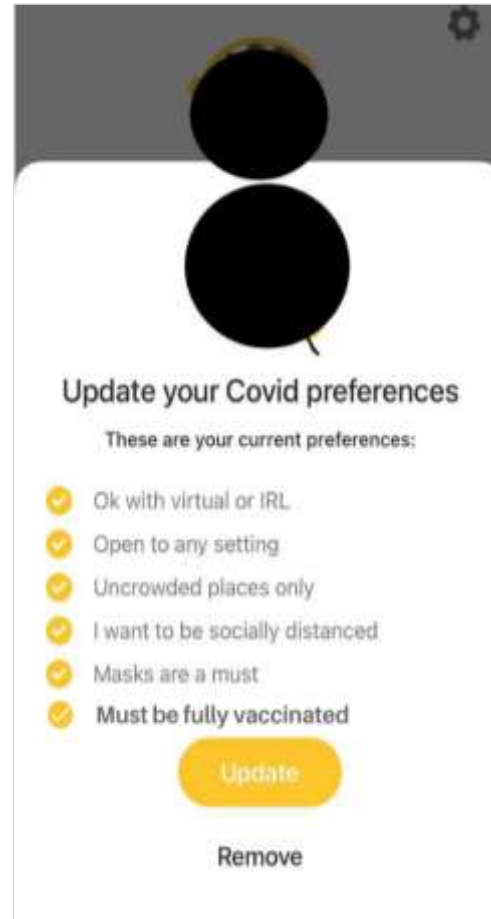 Update your Covid preferences
These are your current preferences:
Ok with virtual or IRL
Open to any setting
Uncrowded places only
I want to be socially distanced
Masks are a must
Must be fully vaccinated
Update
Remove